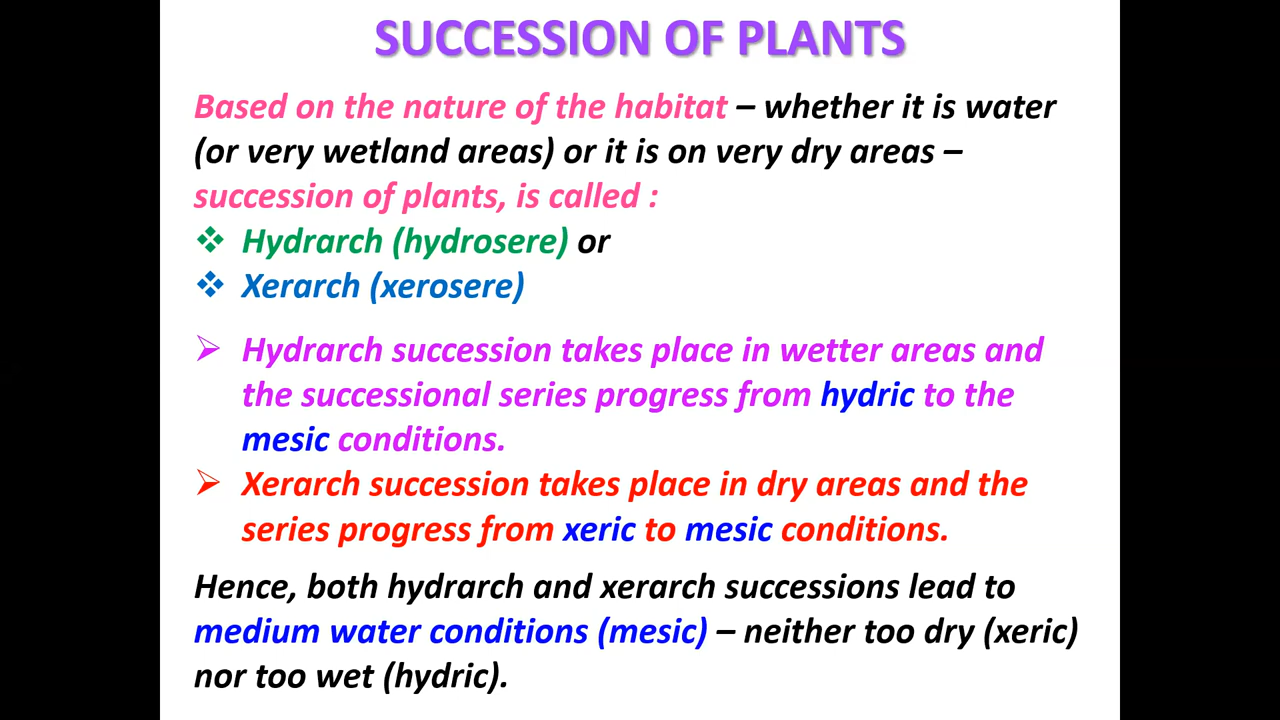 SUCCESSION OF PLANTS
Based on the nature of the habitat – whether it is water
(or very wetland areas) or it is on very dry areas –
succession of plants, is called :
❖ Hydrarch (hydrosere) or
❖ Xerarch (xerosere)
➢ Hydrarch succession takes place in wetter areas and
the successional series progress from hydric to the
mesic conditions.
➢ Xerarch succession takes place in dry areas and the
series progress from xeric to mesic conditions.
Hence, both hydrarch and xerarch successions lead to
medium water conditions (mesic) – neither too dry (xeric)
nor too wet (hydric).